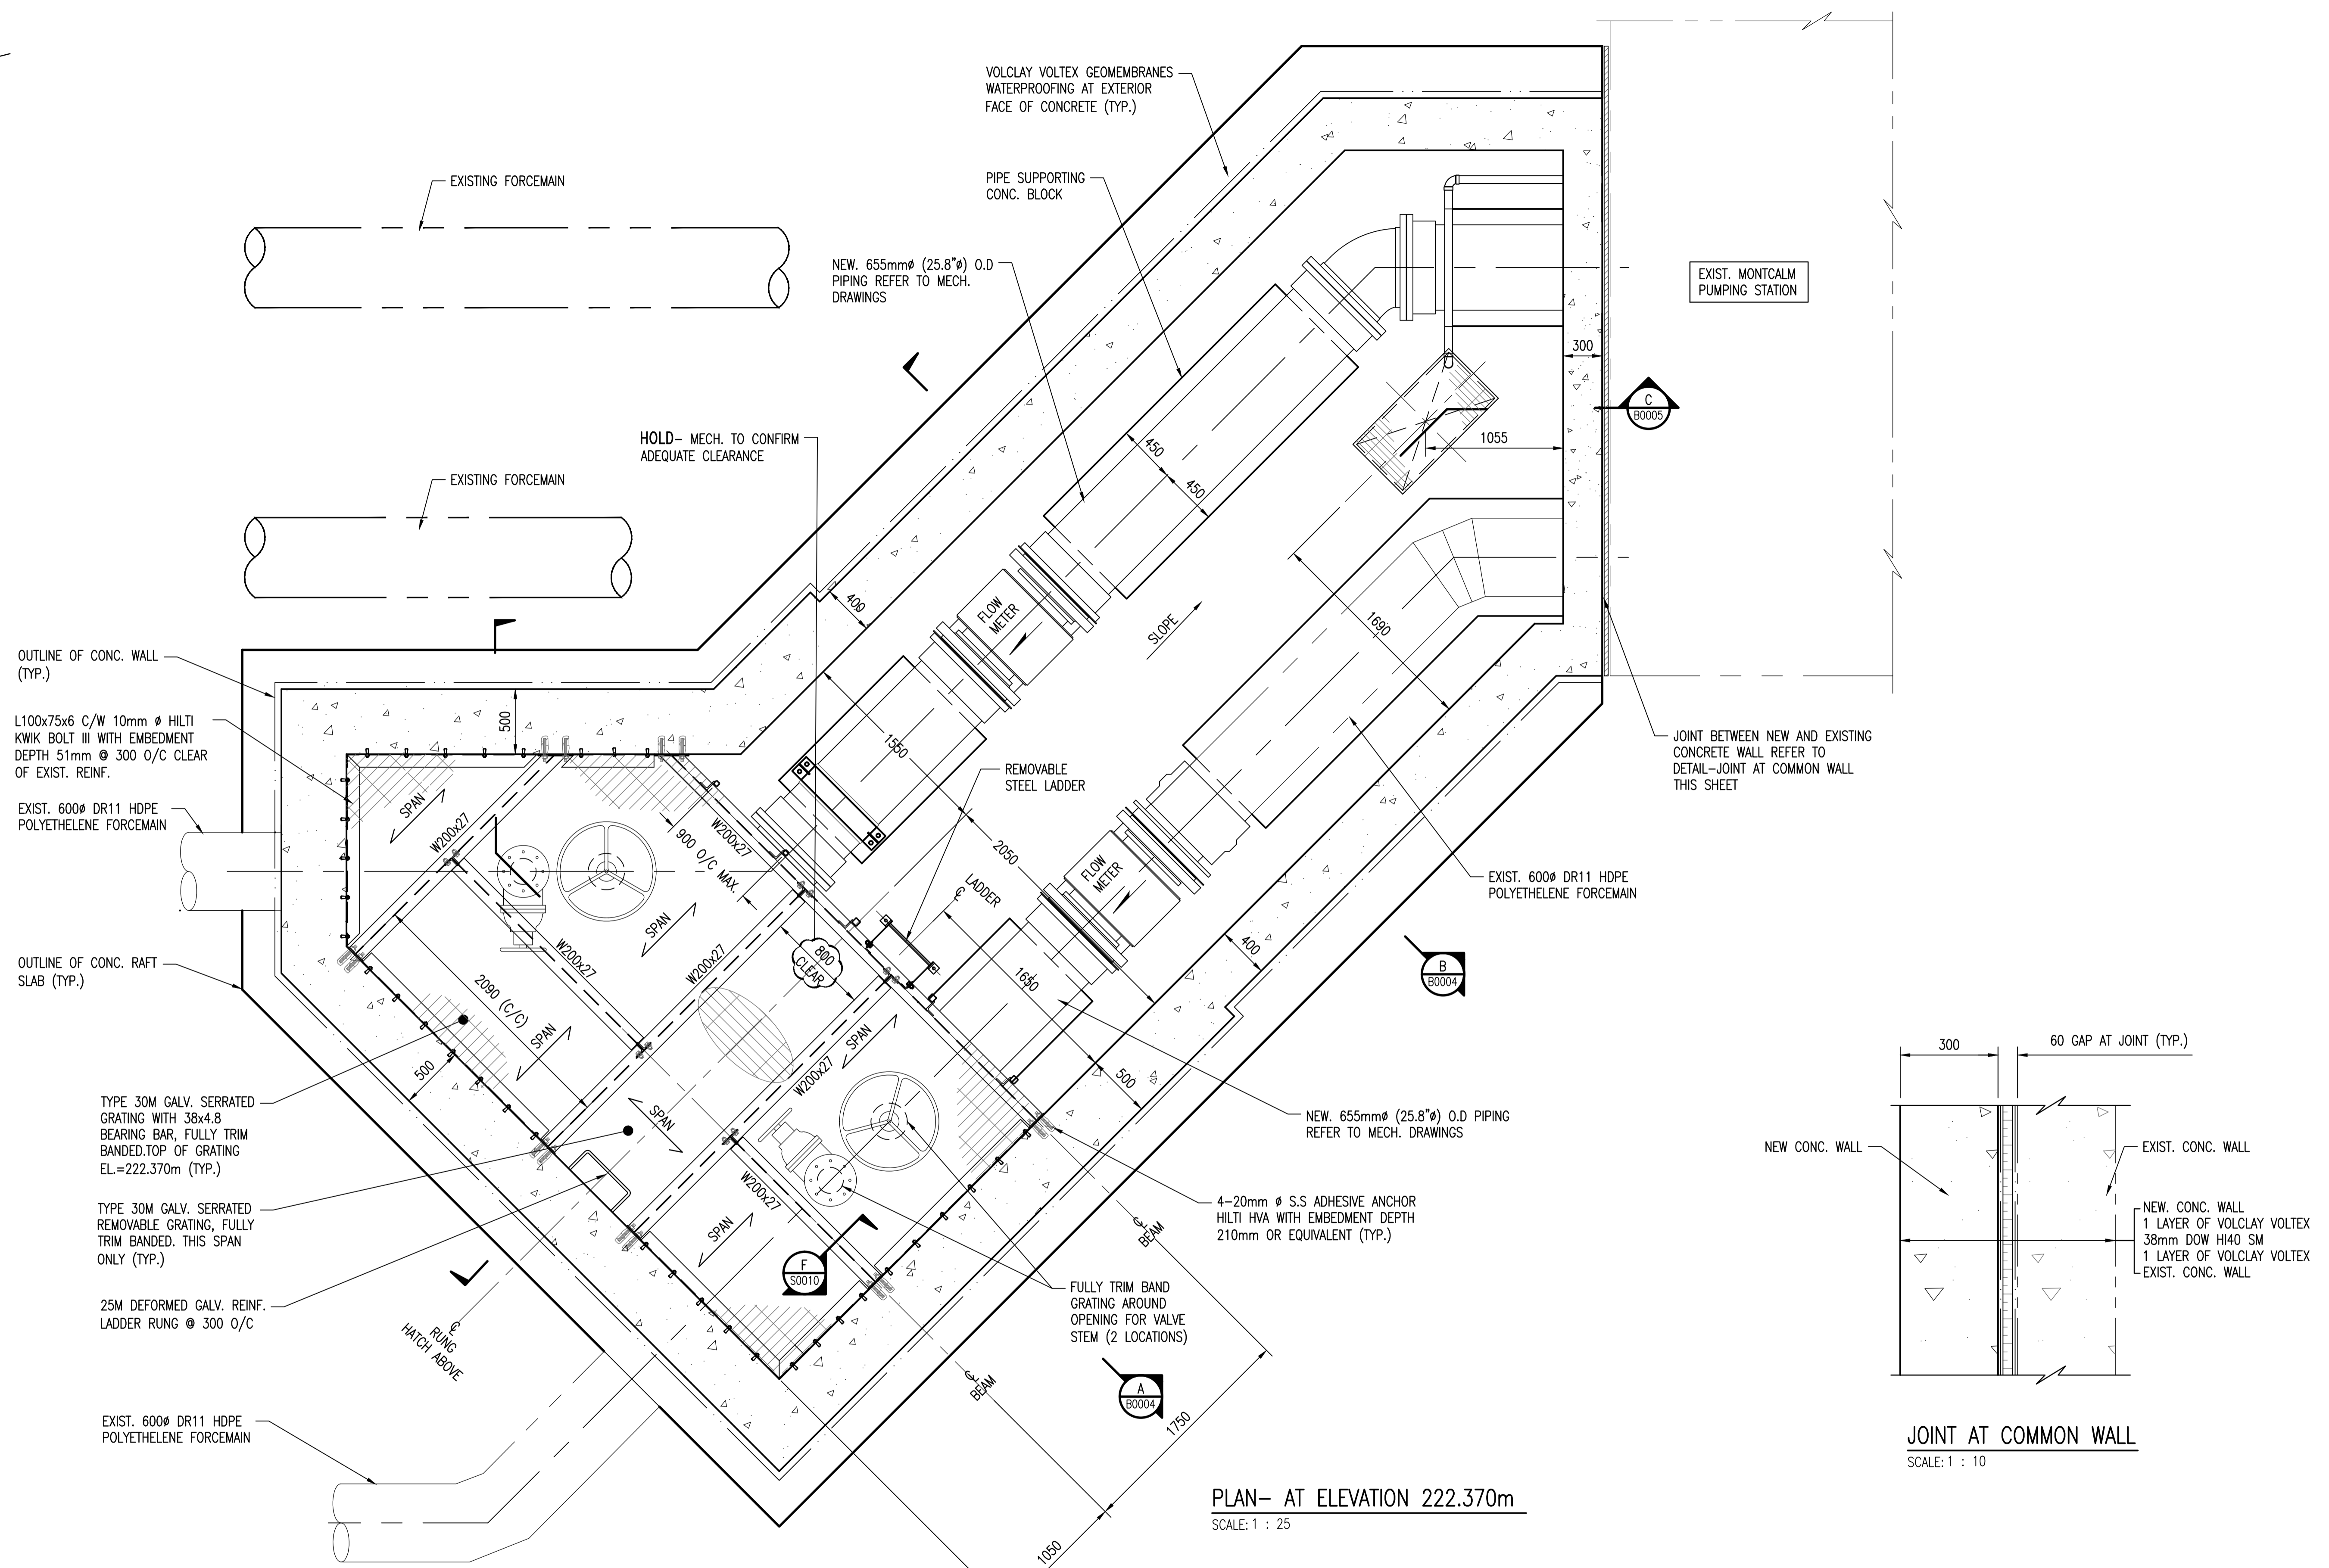 VOLCLAY VOLTEX GEOMEMBRANES
WATERPROOFING AT EXTERIOR
FACE OF CONCRETE (TYP.)
EXISTING FORCEMAIN
PIPE SUPPORTING
CONC. BLOCK
NEW. 655mmø (25.8"ø) O.D
PIPING REFER TO MECH.
DRAWINGS
EXIST. MONTCALM
PUMPING STATION
300
C
B0005
1055
HOLD- MECH. TO CONFIRM
ADEQUATE CLEARANCE
450
450
EXISTING FORCEMAIN
400
FLOW
METER
SLOPE
1690
OUTLINE OF CONC. WALL
(TYP.)
L100x75x6 C/W 10mm ø HILTI
KWIK BOLT III WITH EMBEDMENT
DEPTH 51mm @ 300 O/C CLEAR
OF EXIST. REINF.
EXIST. 600ø DR11 HDPE
POLYETHELENE FORCEMAIN
500
SPAN
W200x27
W200x27
900 O/C MAX.
1550
REMOVABLE
STEEL LADDER
2050
JOINT BETWEEN NEW AND EXISTING
CONCRETE WALL REFER TO
DETAIL-JOINT AT COMMON WALL
THIS SHEET
FLOW
METER
EXIST. 600ø DR11 HDPE
POLYETHELENE FORCEMAIN
℄
LADDER
SPAN
W200x27
W200x27
800
CLEAR
1650
400
B
B0004
OUTLINE OF CONC. RAFT
SLAB (TYP.)
2090 (C/C)
SPAN
500
SPAN
W200x27
SPAN
500
TYPE 30M GALV. SERRATED
GRATING WITH 38x4.8
BEARING BAR, FULLY TRIM
BANDED.TOP OF GRATING
EL.=222.370m (TYP.)
NEW. 655mmø (25.8"ø) O.D PIPING
REFER TO MECH. DRAWINGS
TYPE 30M GALV. SERRATED
REMOVABLE GRATING, FULLY
TRIM BANDED. THIS SPAN
ONLY (TYP.)
W200x27
SPAN
4-20mm ø S.S ADHESIVE ANCHOR
HILTI HVA WITH EMBEDMENT DEPTH
210mm OR EQUIVALENT (TYP.)
℄
BEAM
F
S0010
FULLY TRIM BAND
GRATING AROUND
OPENING FOR VALVE
STEM (2 LOCATIONS)
25M DEFORMED GALV. REINF.
LADDER RUNG @ 300 O/C
℄
RUNG
HATCH ABOVE
℄
BEAM
A
B0004
1750
1050
EXIST. 600ø DR11 HDPE
POLYETHELENE FORCEMAIN
PLAN- AT ELEVATION 222.370m
SCALE: 1 : 25
300
60 GAP AT JOINT (TYP.)
NEW CONC. WALL
EXIST. CONC. WALL
NEW. CONC. WALL
1 LAYER OF VOLCLAY VOLTEX
38mm DOW HI40 SM
1 LAYER OF VOLCLAY VOLTEX
EXIST. CONC. WALL
JOINT AT COMMON WALL
SCALE: 1 : 10